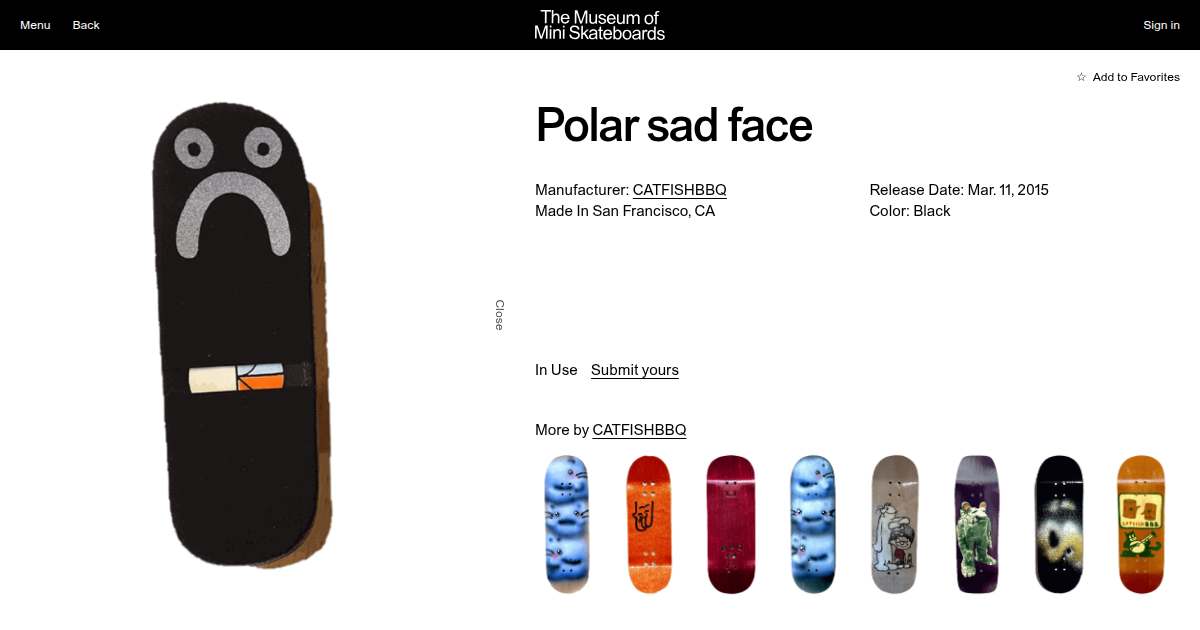 Menu
Back
The Museum of
Mini Skateboards
Sign in
☆ Add to Favorites
Polar sad face
Manufacturer: CATFISHBBQ
Made In San Francisco, CA
Release Date: Mar. 11, 2015
Color: Black
Close
In Use
Submit yours
More by CATFISHBBQ